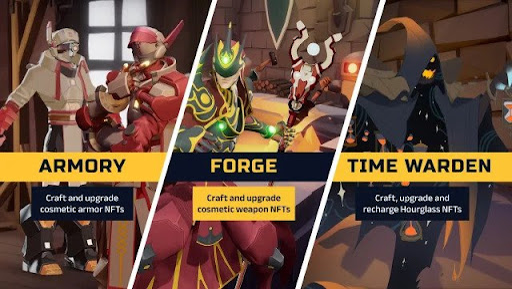 ARMORY
Craft and upgrade
cosmetic armor NFTs
FORGE
Craft and upgrade
cosmetic weapon NFTs
TIME WARDEN
Craft, upgrade and
recharge Hourglass NFTs